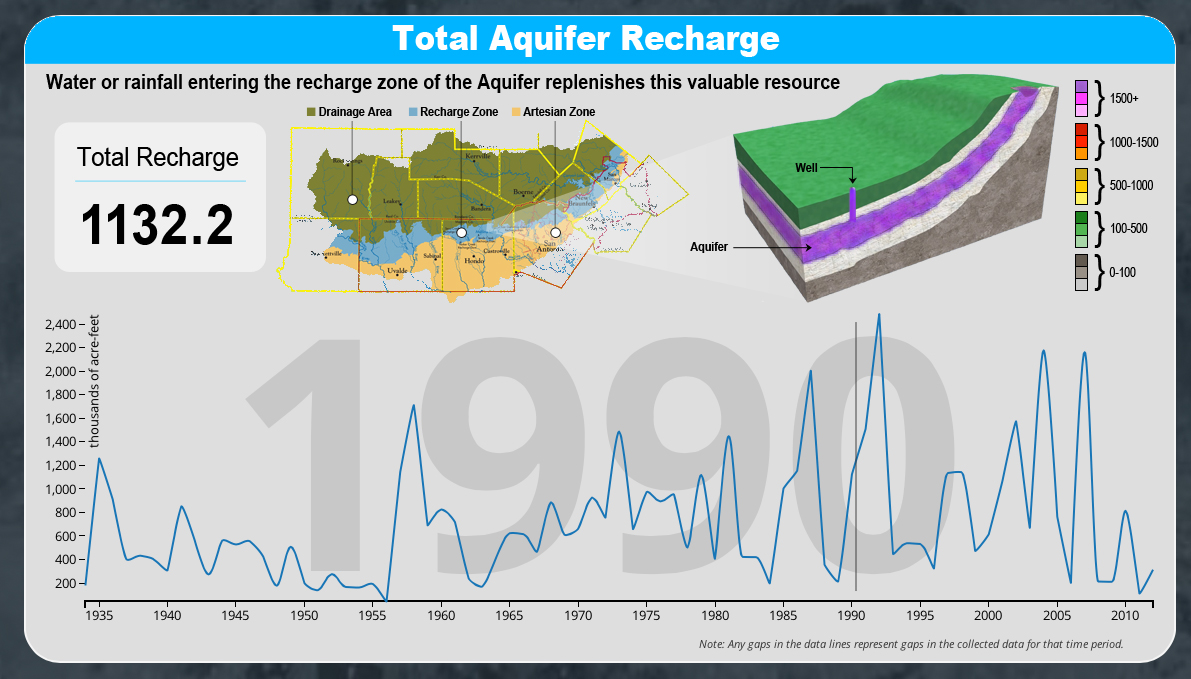 Total Aquifer Recharge
Water or rainfall entering the recharge zone of the Aquifer replenishes this valuable resource
Drainage Area
Recharge Zone
Artesian Zone
Total Recharge
1132.2
Kerrville
Leakey
Boerne
Bandera
New
Braunfels
San
Antonio
Sabinal
Hondo
Castroville
Uvalde
Well
Aquifer
1500+
1000-1500
500-1000
100-500
0-100
1990
thousands of acre-feet
2,400
2,200
2,000
1,800
1,600
1,400
1,200
1,000
800
600
400
200
1935 1940 1945 1950 1955 1960 1965 1970 1975 1980 1985 1990 1995 2000 2005 2010
Note: Any gaps in the data lines represent gaps in the collected data for that time period.